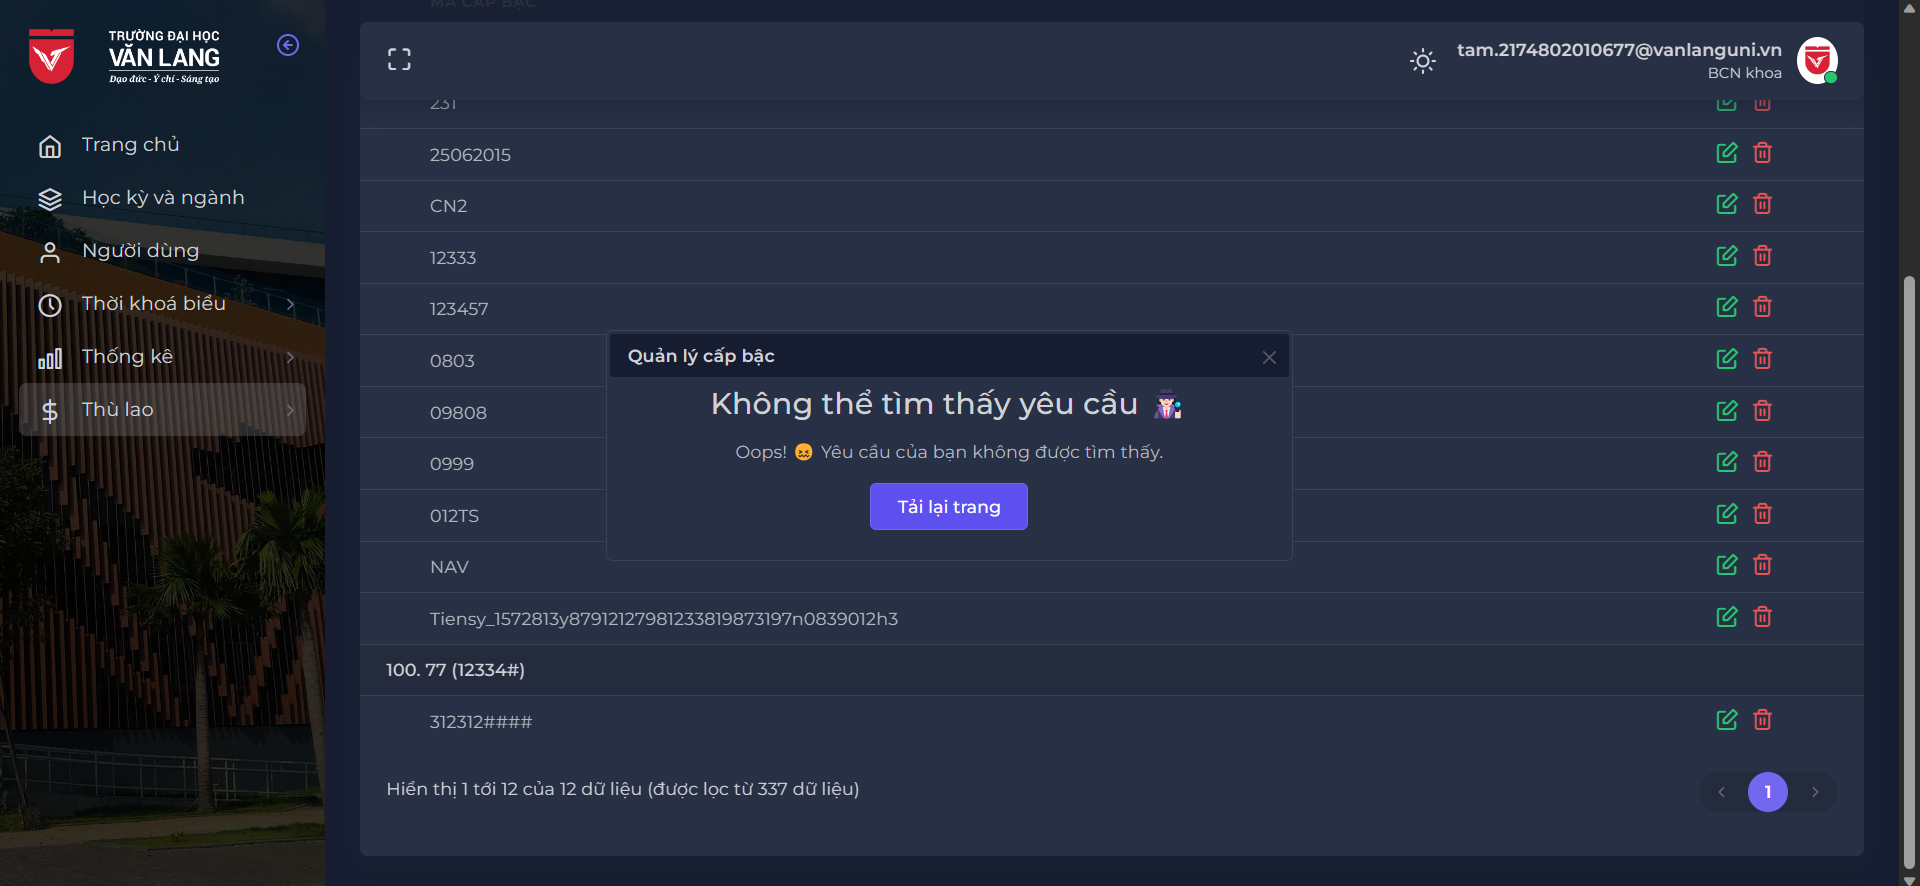 TRƯỜNG ĐẠI HỌC
VĂN LANG
Đạo đức - Ý chí - Sáng tạo
Trang chủ
Học kỳ và ngành
Người dùng
Thời khoá biểu
Thống kê
Thù lao
MÃ CẤP BẬC
tam.2174802010677@vanlanguni.vn
BCN khoa
231
25062015
CN2
12333
123457
0803
09808
0999
012TS
NAV
Tiensy_1572813y87912127981233819873197n0839012h3
100. 77 (12334#)
312312####
Hiển thị 1 tới 12 của 12 dữ liệu (được lọc từ 337 dữ liệu)
1
Quản lý cấp bậc
Không thể tìm thấy yêu cầu 🕵🏻‍♀️
Oops! 😖 Yêu cầu của bạn không được tìm thấy.
Tải lại trang